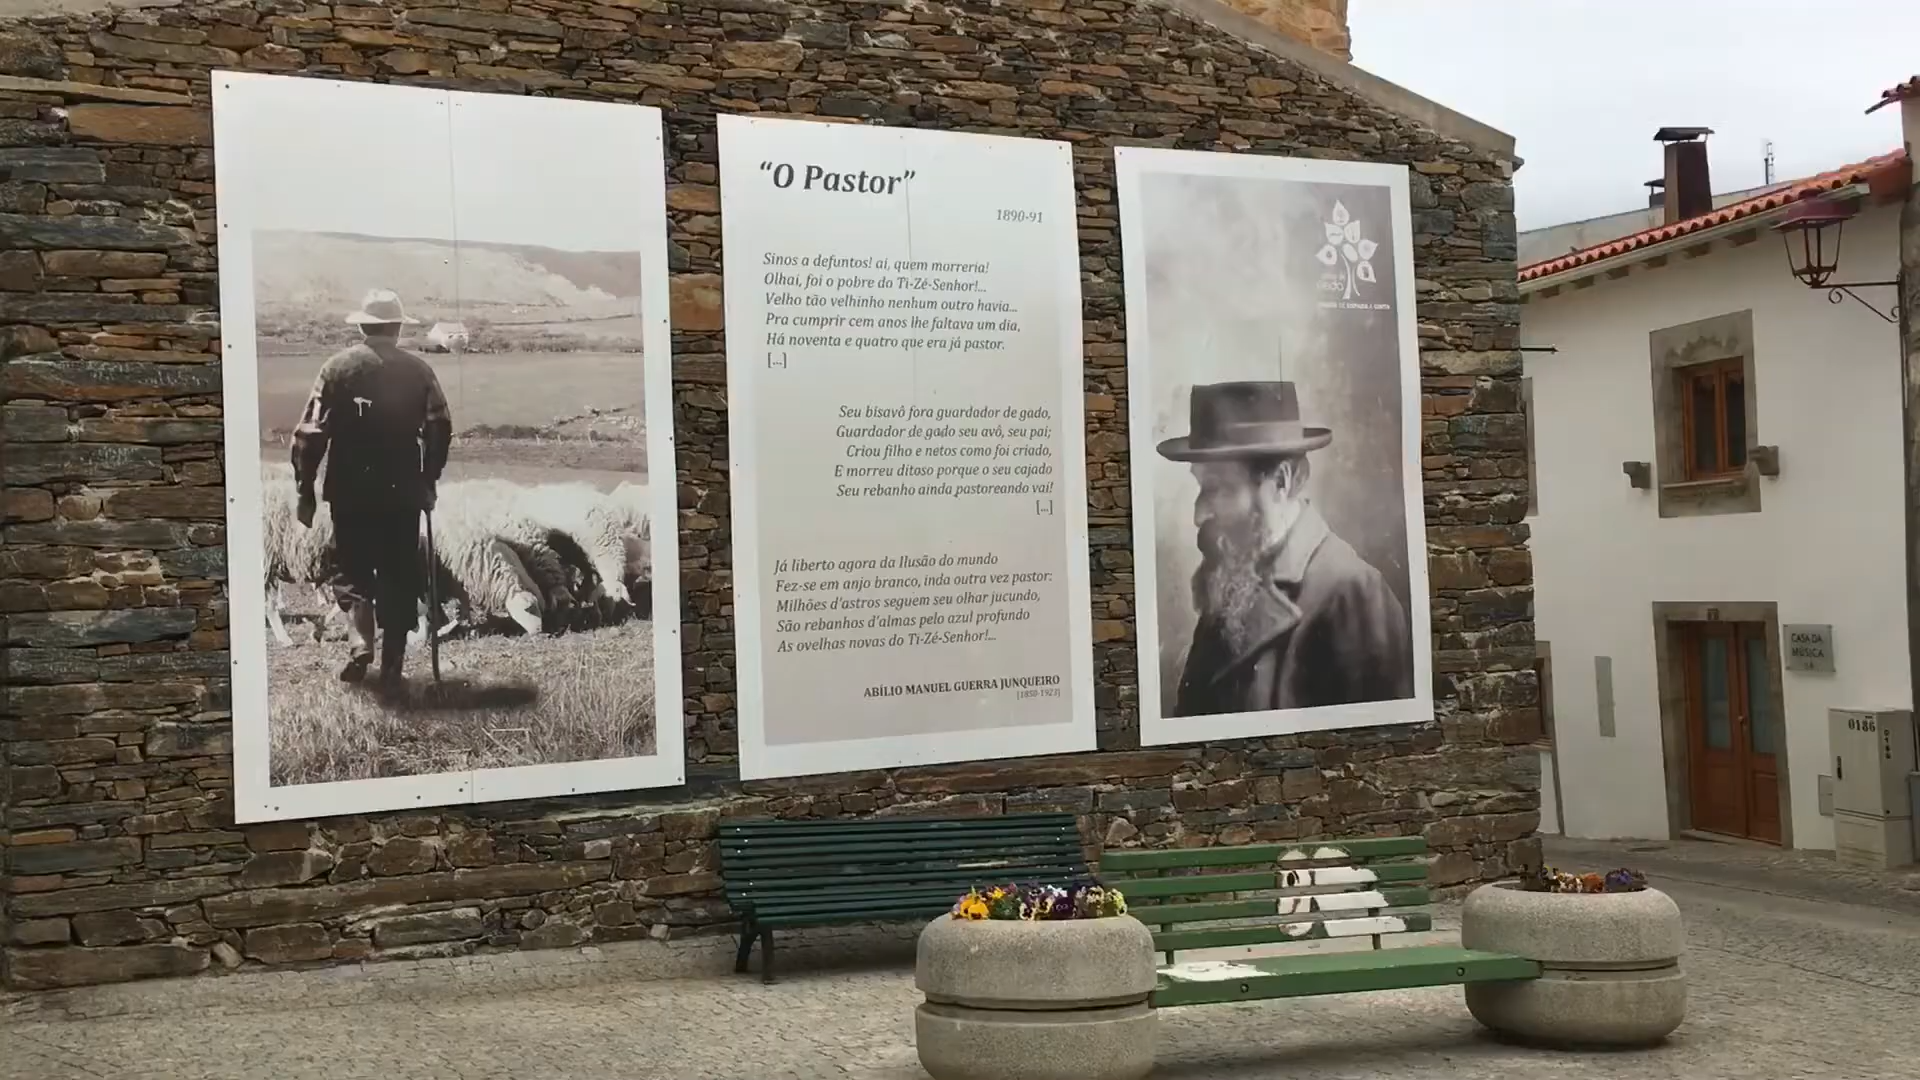 “O Pastor”
1890-91
Sinos a defuntos! ai, quem morreria!
Olhai, foi o pobre do Ti-Zé-Senhor!...
Velho tão velhinho nenhum outro havia...
Pra cumprir cem anos lhe faltava um dia,
Há noventa e quatro que era já pastor.
[...]
Seu bisavô fora guardador de gado,
Guardador de gado seu avô, seu pai;
Criou filho e netos como foi criado,
E morreu ditoso porque o seu cajado
Seu rebanho ainda pastoreando vai!
[...]
Já liberto agora da Ilusão do mundo
Fez-se em anjo branco, inda outra vez pastor:
Milhões d'astros seguem seu olhar jucundo,
São rebanhos d'almas pelo azul profundo
As ovelhas novas do Ti-Zé-Senhor!...
ABÍLIO MANUEL GUERRA JUNQUEIRO
[1850-1923]
CASA DA
MÚSICA
0186